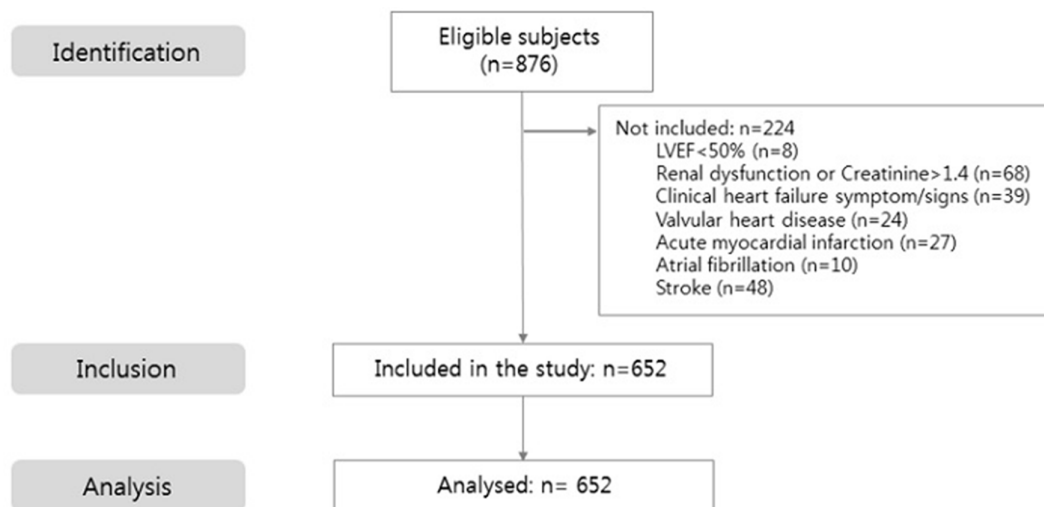 Identification
Eligible subjects
(n=876)
Not included: n=224
LVEF<50% (n=8)
Renal dysfunction or Creatinine>1.4 (n=68)
Clinical heart failure symptom/signs (n=39)
Valvular heart disease (n=24)
Acute myocardial infarction (n=27)
Atrial fibrillation (n=10)
Stroke (n=48)
Inclusion
Included in the study: n=652
Analysis
Analysed: n= 652